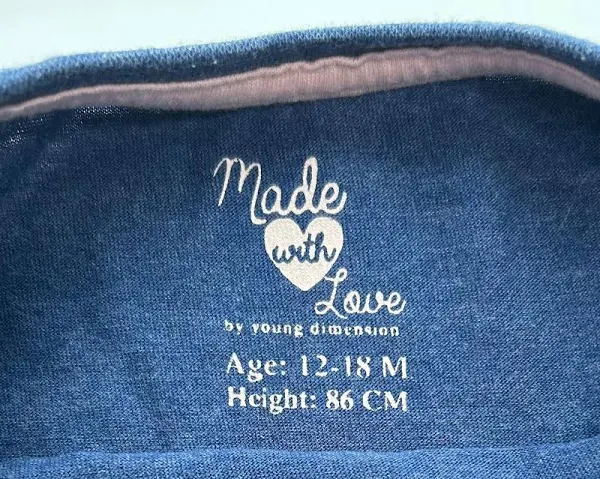 Made
with
Love
by young dimension
Age: 12-18 M
Height: 86 CM